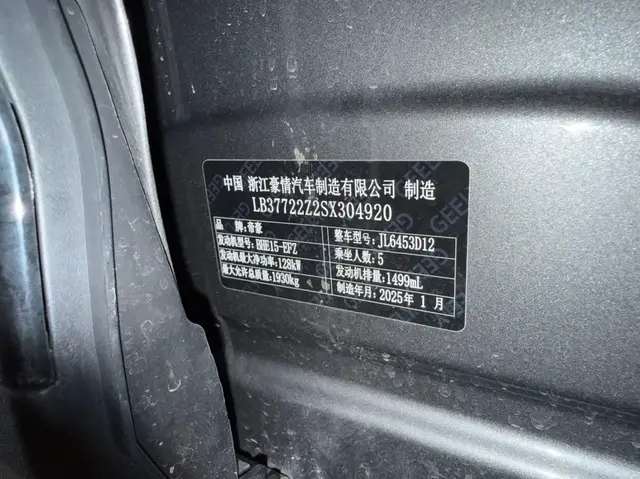 中国 浙江豪情汽车制造有限公司 制造
LB37722Z2SX304920
品牌:帝豪
整车型号:JL6453D12
发动机型号:BHE15-EFZ
乘坐人数:5
发动机最大净功率:128kW
发动机排量:1499mL
最大允许总质量:1930kg
制造年月:2025年 1 月